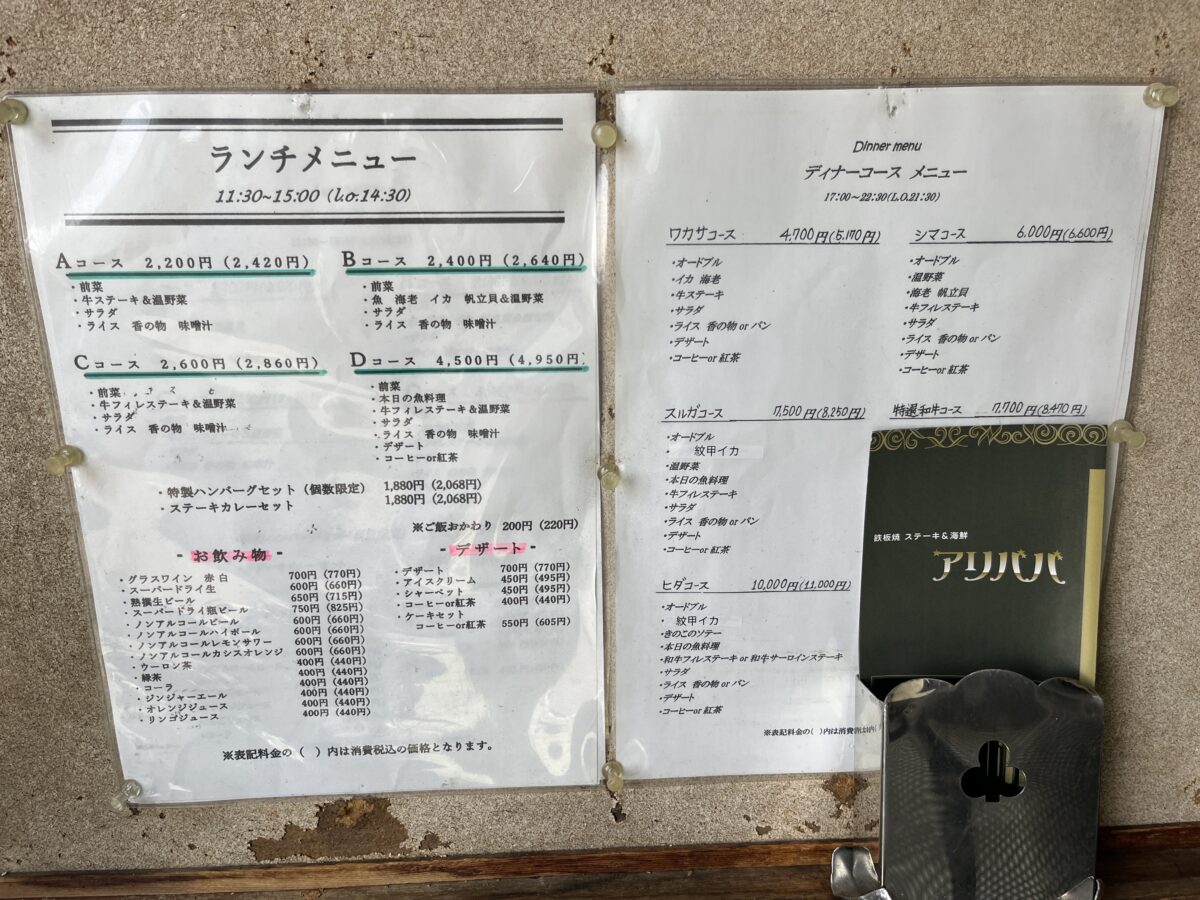 ランチメニュー
11:30~15:00 (l.o.14:30)
Aコース 2,200円 (2,420円)
・前菜
・牛ステーキ&温野菜
・サラダ
・ライス 香の物 味噌汁
Bコース 2,400円 (2,640円)
・前菜
・魚 海老 イカ 帆立貝&温野菜
・サラダ
・ライス 香の物 味噌汁
Cコース 2,600円 (2,860円)
・前菜
・牛フィレステーキ&温野菜
・サラダ
・ライス 香の物 味噌汁
Dコース 4,500円 (4,950円)
・前菜
・本日の魚料理
・牛フィレステーキ&温野菜
・サラダ
・ライス 香の物 味噌汁
・デザート
・コーヒーor紅茶
・特製ハンバーグセット (個数限定) 1,880円 (2,068円)
・ステーキカレーセット 1,880円 (2,068円)
※ご飯おかわり 200円 (220円)
- お飲み物 -
・グラスワイン 赤 白 700円 (770円)
・スーパードライ生 600円 (660円)
・熟撰生ビール 650円 (715円)
・スーパードライ瓶ビール 750円 (825円)
・ノンアルコールビール 600円 (660円)
・ノンアルコールハイボール 600円 (660円)
・ノンアルコールレモンサワー 600円 (660円)
・ノンアルコールカシスオレンジ 600円 (660円)
・ウーロン茶 400円 (440円)
・緑茶 400円 (440円)
・コーラ 400円 (440円)
・ジンジャーエール 400円 (440円)
・オレンジジュース 400円 (440円)
・リンゴジュース 400円 (440円)
- デザート -
・デザート 700円 (770円)
・アイスクリーム 450円 (495円)
・シャーベット 450円 (495円)
・コーヒーor紅茶 400円 (440円)
・ケーキセット
コーヒーor紅茶 550円 (605円)
※表記料金の( )内は消費税込の価格となります。
Dinner menu
ディナーコース メニュー
17:00~22:30(L.O.21:30)
ワカサコース 4,700円(5,170円)
・オードブル
・イカ 海老
・牛ステーキ
・サラダ
・ライス 香の物 or パン
・デザート
・コーヒーor 紅茶
シマコース 6,000円(6,600円)
・オードブル
・温野菜
・海老 帆立貝
・牛フィレステーキ
・サラダ
・ライス 香の物 or パン
・デザート
・コーヒーor 紅茶
スルガコース 7,500円(8,250円)
・オードブル
・ 紋甲イカ
・温野菜
・本日の魚料理
・牛フィレステーキ
・サラダ
・ライス 香の物 or パン
・デザート
・コーヒーor 紅茶
特選和牛コース 7,700円(8,470円)
ヒダコース 10,000円(11,000円)
・オードブル
・ 紋甲イカ
・きのこのソテー
・本日の魚料理
・和牛フィレステーキ or 和牛サーロインステーキ
・サラダ
・ライス 香の物 or パン
・デザート
・コーヒーor 紅茶
※表記料金の( )内は消費
鉄板焼 ステーキ&海鮮
アリババ